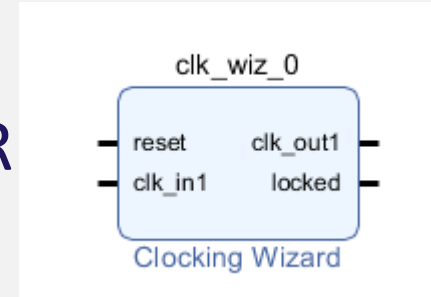 clk_wiz_0
R
reset clk_out1
clk_in1 locked
Clocking Wizard